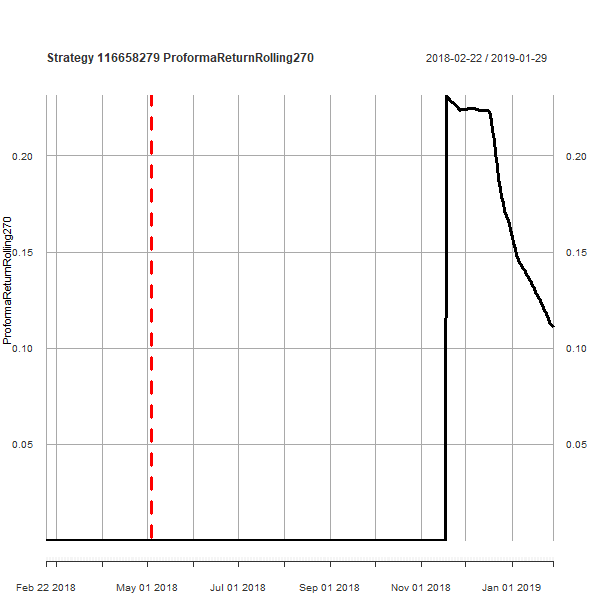 Strategy 116658279 ProformaReturnRolling270
2018-02-22 / 2019-01-29
ProformaReturnRolling270
0.20 0.20
0.15 0.15
0.10 0.10
0.05 0.05
Feb 22 2018 May 01 2018 Jul 01 2018 Sep 01 2018 Nov 01 2018 Jan 01 2019